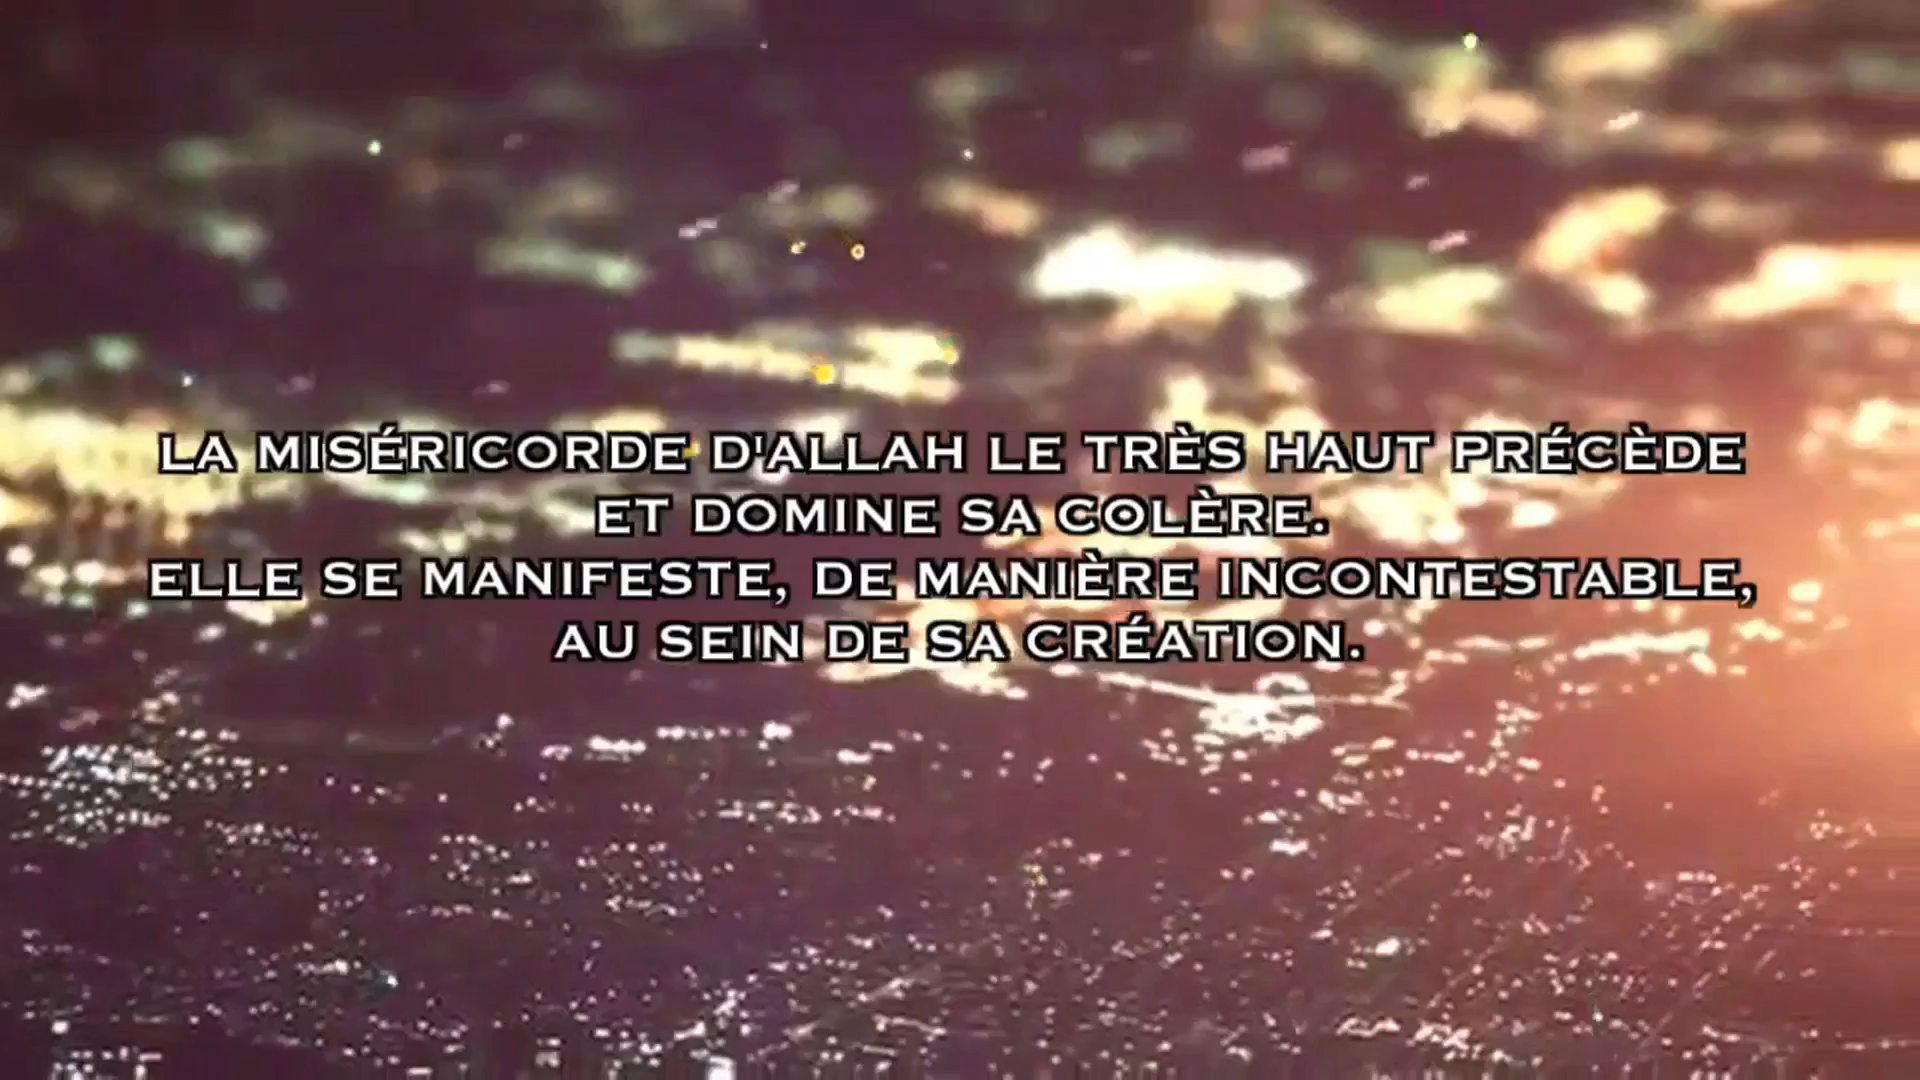 LA MISÉRICORDE D'ALLAH LE TRÈS HAUT PRÉCÈDE
ET DOMINE SA COLÈRE.
ELLE SE MANIFESTE, DE MANIÈRE INCONTESTABLE,
AU SEIN DE SA CRÉATION.